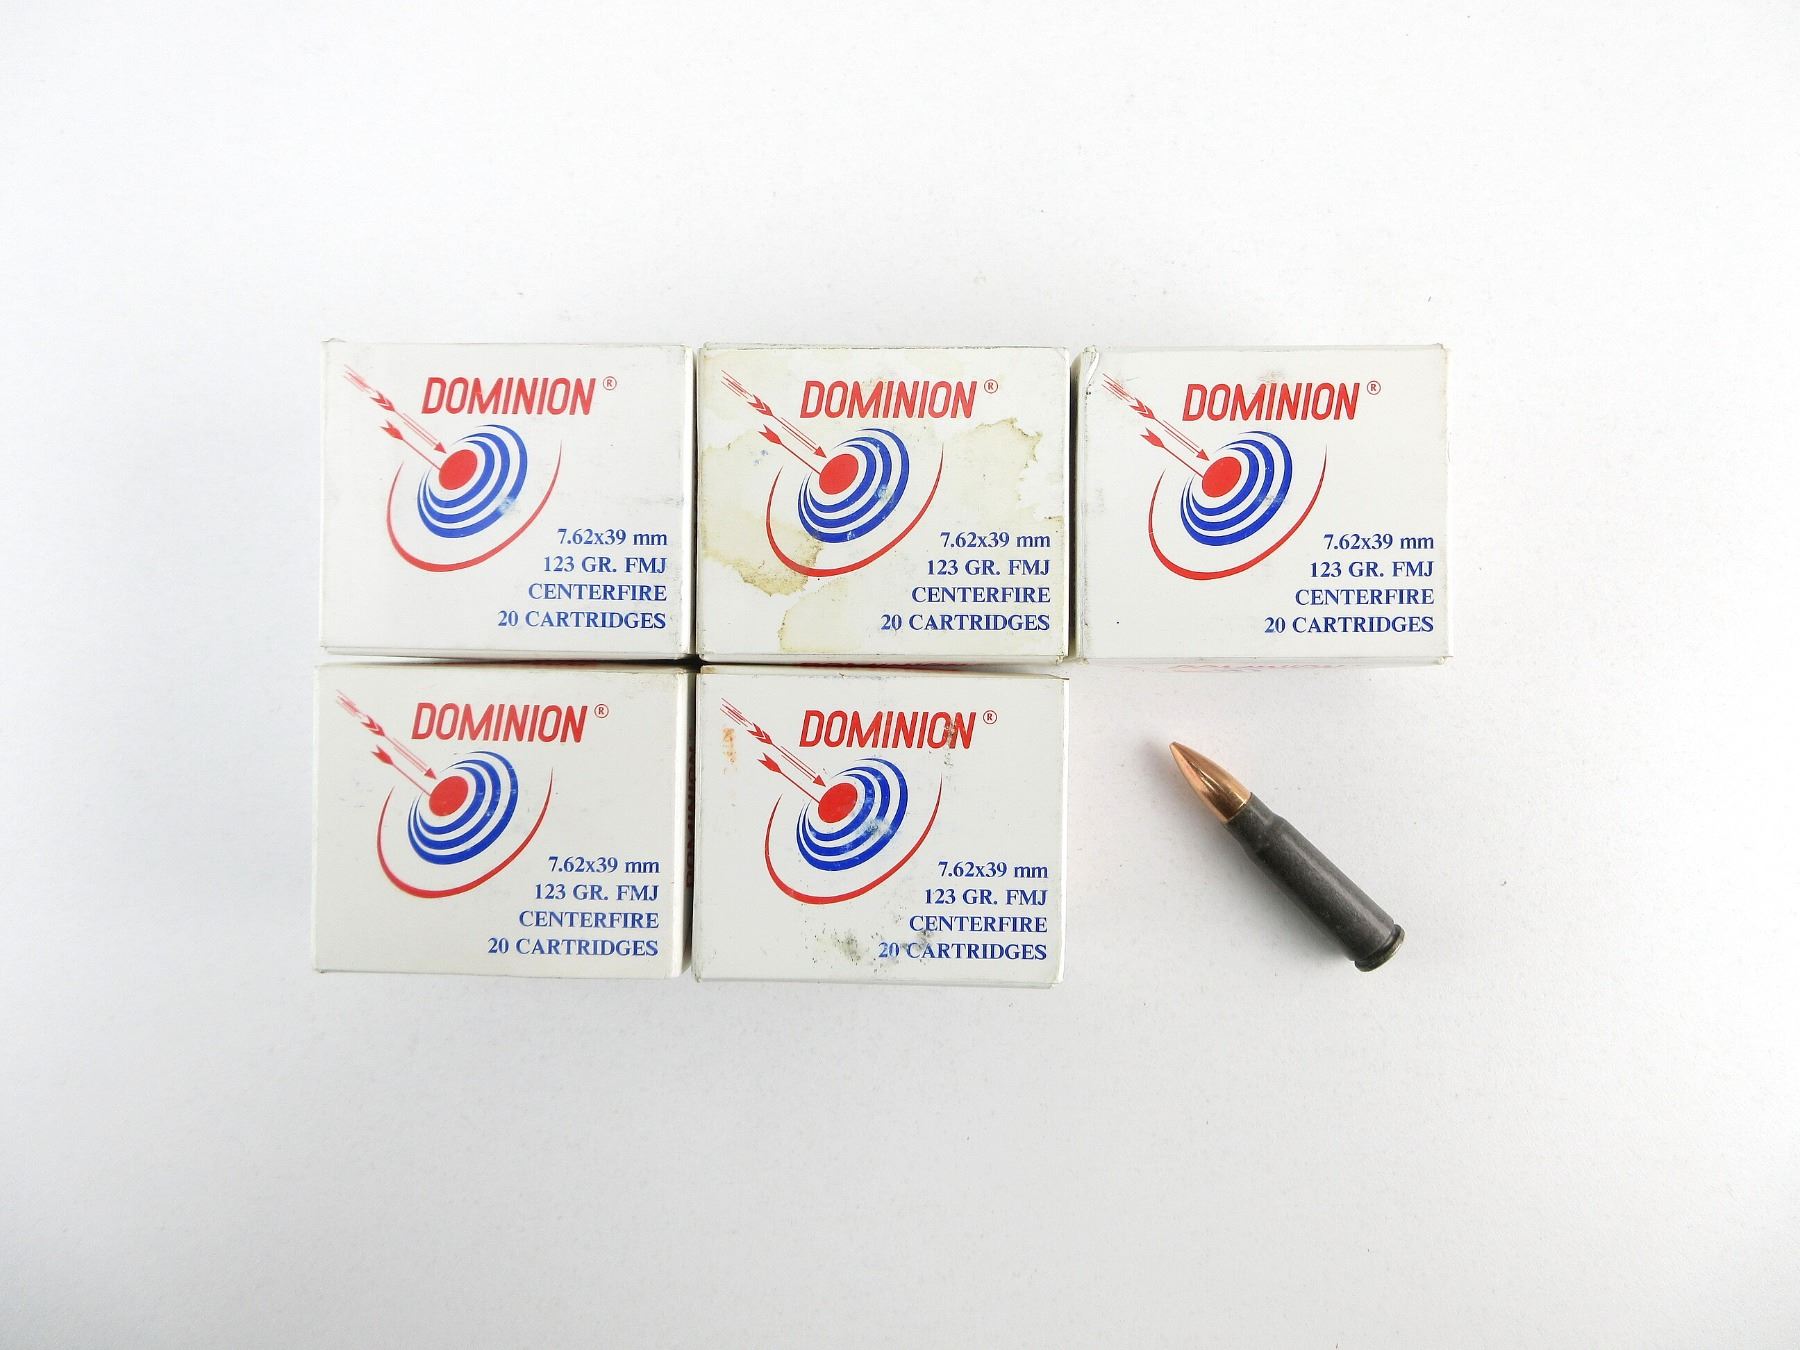 DOMINION ®
7.62x39 mm
123 GR. FMJ
CENTERFIRE
20 CARTRIDGES
DOMINION ®
7.62x39 mm
123 GR. FMJ
CENTERFIRE
20 CARTRIDGES
DOMINION ®
7.62x39 mm
123 GR. FMJ
CENTERFIRE
20 CARTRIDGES
DOMINION ®
7.62x39 mm
123 GR. FMJ
CENTERFIRE
20 CARTRIDGES
DOMINION ®
7.62x39 mm
123 GR. FMJ
CENTERFIRE
20 CARTRIDGES